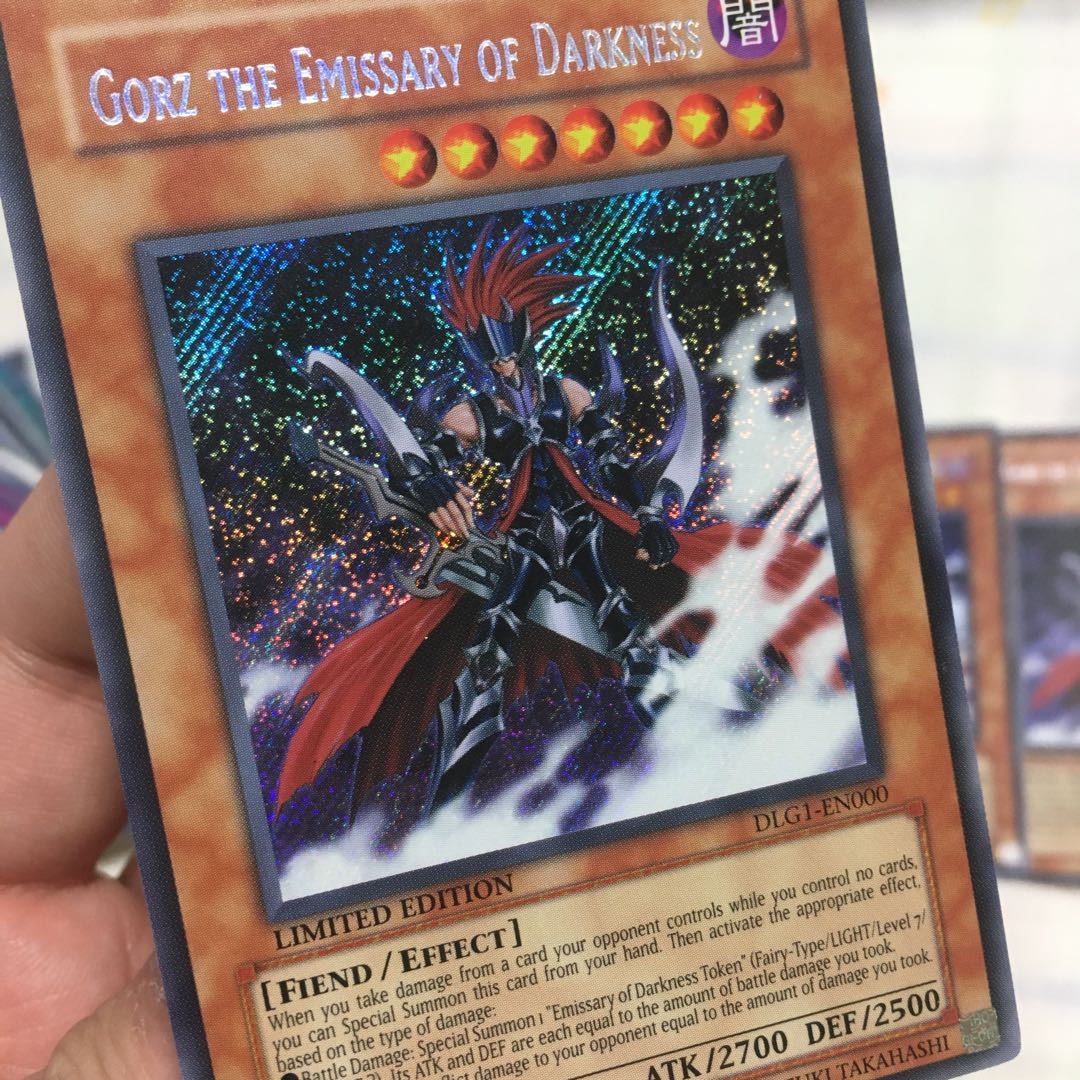 GORZ THE EMISSARY OF DARKNESS
闇
DLG1-EN000
LIMITED EDITION
[FIEND / EFFECT]
When you take damage from a card your opponent controls while you control no cards,
you can Special Summon this card from your hand. Then activate the appropriate effect,
based on the type of damage:
●Battle Damage: Special Summon 1 "Emissary of Darkness Token" (Fairy-Type/LIGHT/Level 7/
Its ATK and DEF are each equal to the amount of battle damage you took.
damage to your opponent equal to the amount of damage you took.
ATK/2700 DEF/2500
TAKAHASHI